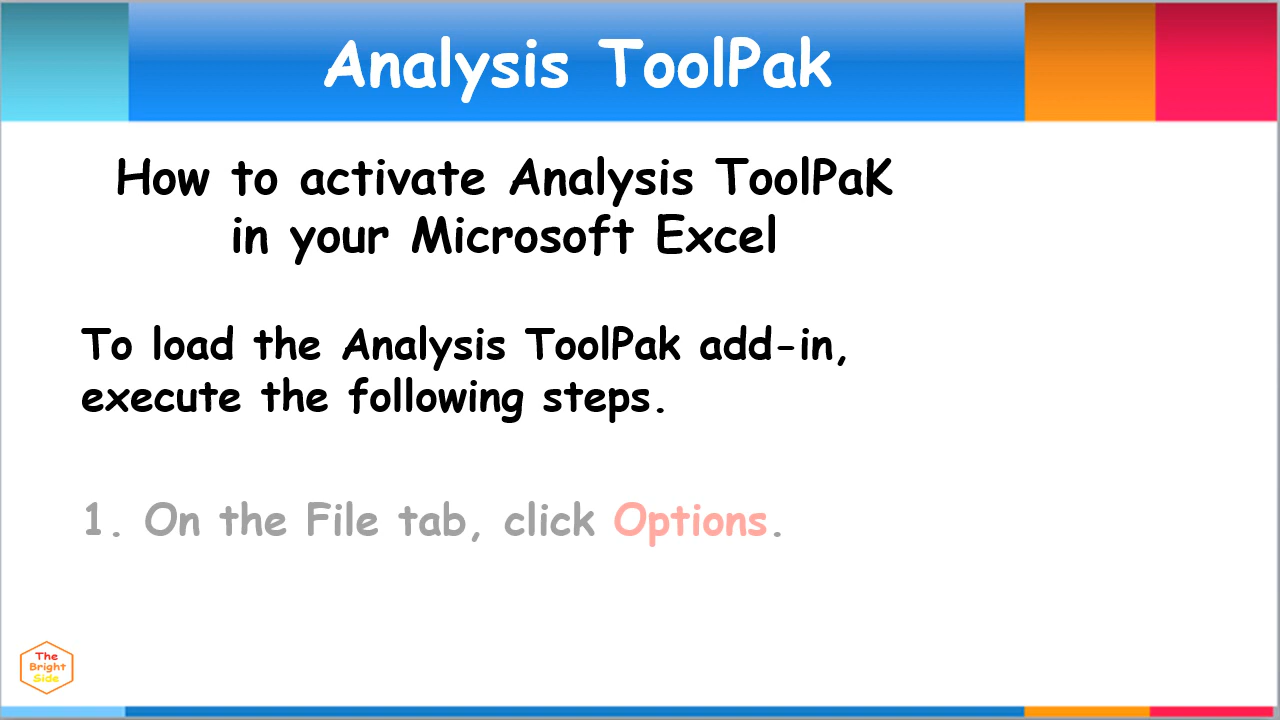 Analysis ToolPak
How to activate Analysis ToolPaK
in your Microsoft Excel
To load the Analysis ToolPak add-in,
execute the following steps.
1. On the File tab, click Options.
The
Bright
Side